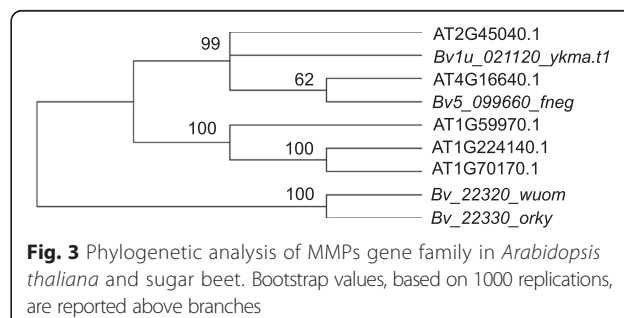 99
AT2G45040.1
Bv1u_021120_ykma.t1
62
AT4G16640.1
Bv5_099660_fneg
100
AT1G59970.1
100
AT1G224140.1
AT1G70170.1
100
Bv_22320_wuom
Bv_22330_orky
Fig. 3 Phylogenetic analysis of MMPs gene family in Arabidopsis
thaliana and sugar beet. Bootstrap values, based on 1000 replications,
are reported above branches